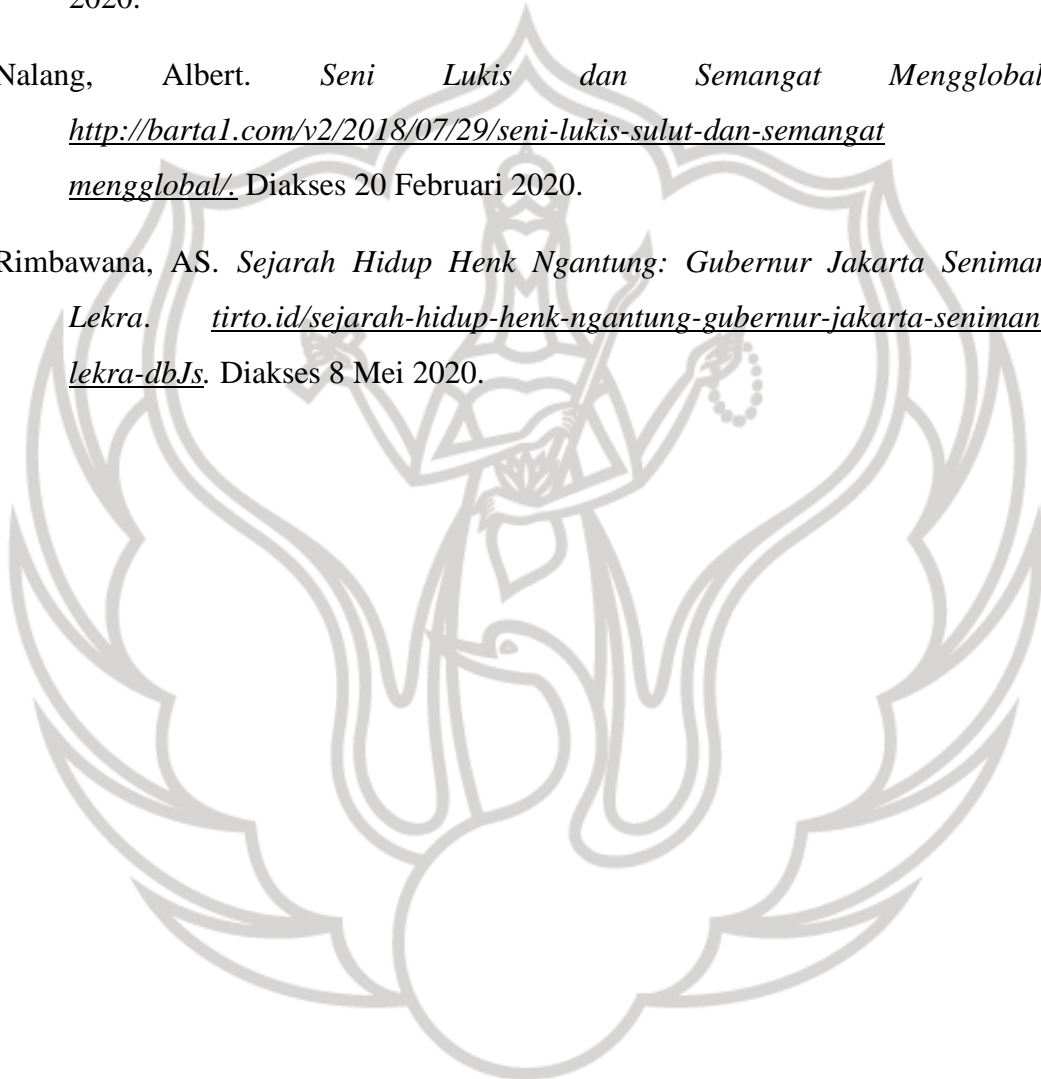 2020.
Nalang, Albert. Seni Lukis dan Semangat Mengglobal
http://barta1.com/v2/2018/07/29/seni-lukis-sulut-dan-semangat
mengglobal/. Diakses 20 Februari 2020.
Rimbawana, AS. Sejarah Hidup Henk Ngantung: Gubernur Jakarta Seniman
Lekra. tirto.id/sejarah-hidup-henk-ngantung-gubernur-jakarta-seniman-
lekra-dbJs. Diakses 8 Mei 2020.